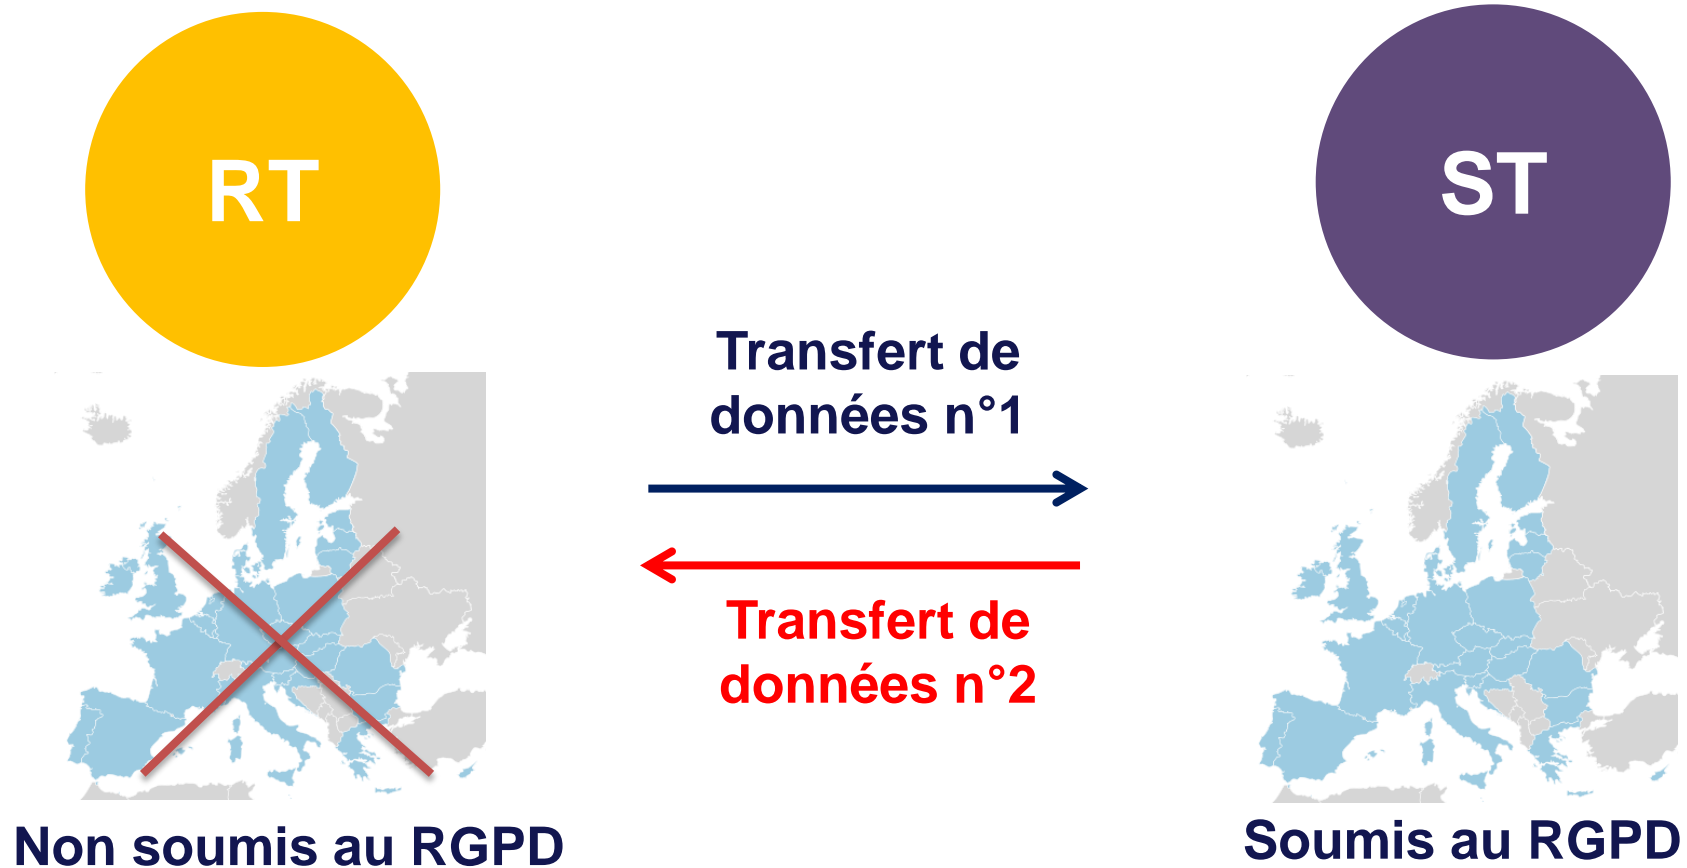 RT
ST
Transfert de
données n°1
Transfert de
données n°2
Non soumis au RGPD
Soumis au RGPD